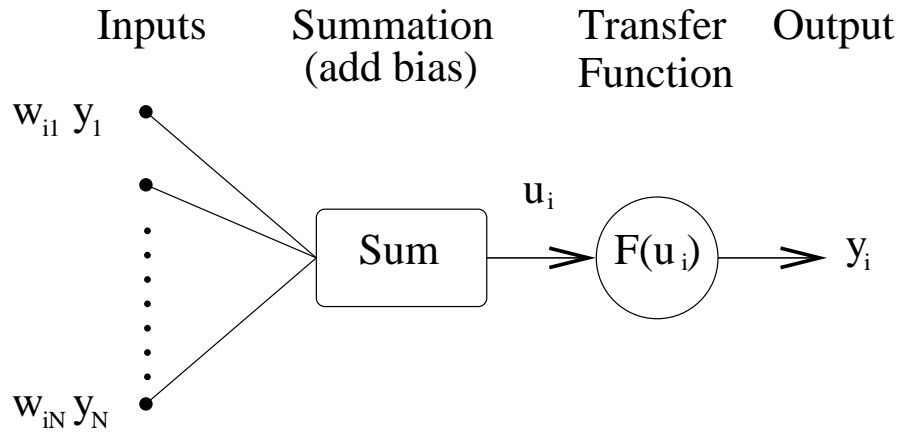 Inputs Summation Transfer Output
(add bias) Function
w_i1 y_1
u_i
Sum F(u_i) y_i
w_iN y_N